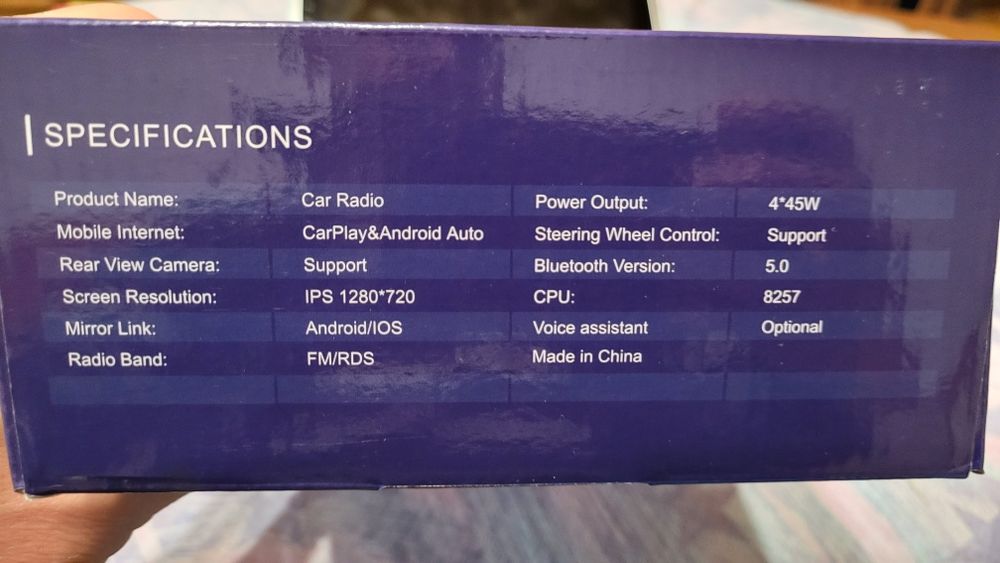 SPECIFICATIONS
Product Name: Car Radio Power Output: 4*45W
Mobile Internet: CarPlay&Android Auto Steering Wheel Control: Support
Rear View Camera: Support Bluetooth Version: 5.0
Screen Resolution: IPS 1280*720 CPU: 8257
Mirror Link: Android/IOS Voice assistant Optional
Radio Band: FM/RDS Made in China